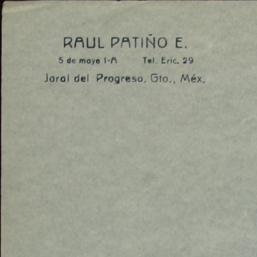 RAUL PATIÑO E.
5 de mayo 1-A Tel. Eric. 29
Jaral del Progreso, Gto., Méx.